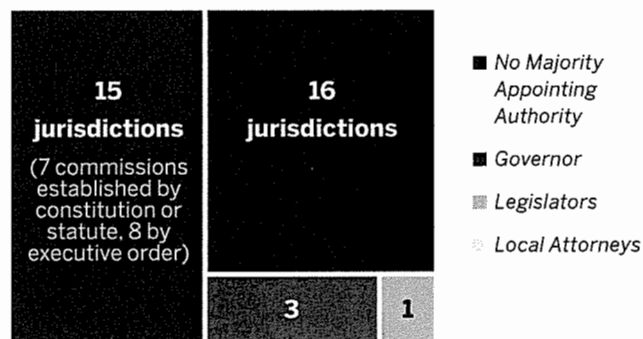 15
jurisdictions
(7 commissions
established by
constitution or
statute, 8 by
executive order)
16
jurisdictions
3
1
No Majority
Appointing
Authority
Governor
Legislators
Local Attorneys